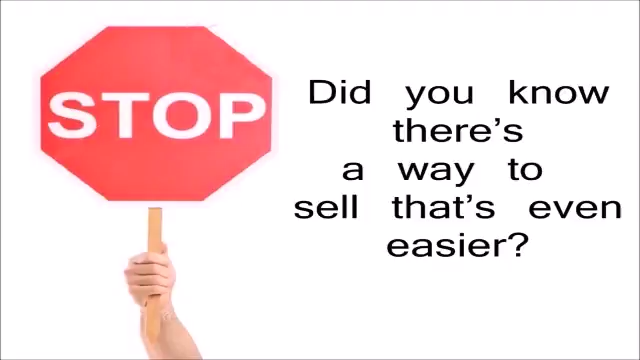 STOP
Did you know
there's
a way to
sell that's even
easier?